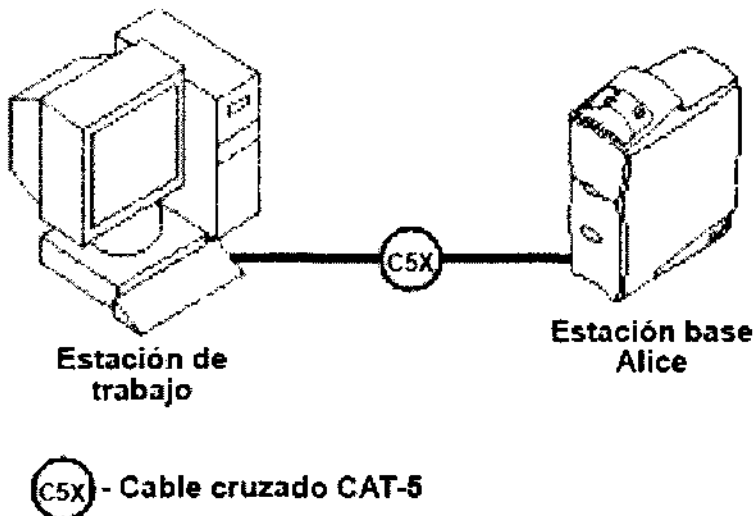 C5X
Estación de
trabajo
Estación base
Alice
C5X - Cable cruzado CAT-5